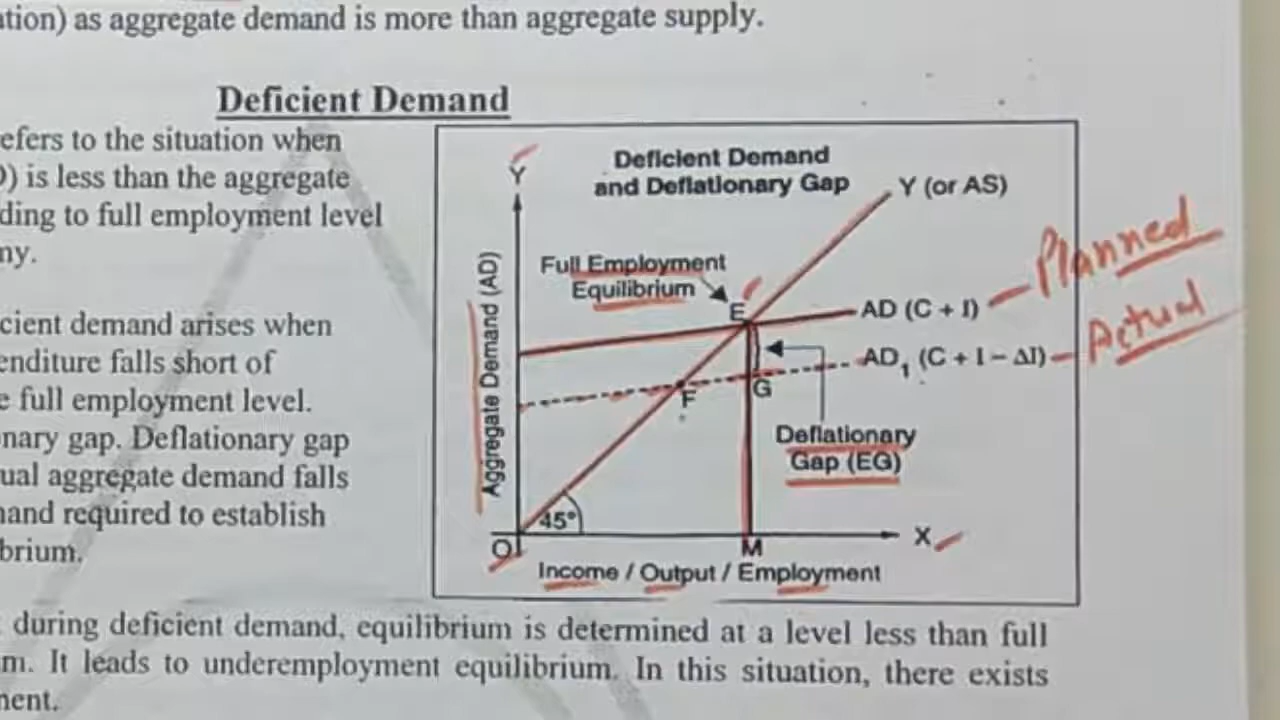 ation) as aggregate demand is more than aggregate supply.
Deficient Demand
efers to the situation when
D) is less than the aggregate
ding to full employment level
ny.
cient demand arises when
enditure falls short of
e full employment level.
nary gap. Deflationary gap
ual aggregate demand falls
nand required to establish
brium.
Deficient Demand
and Deflationary Gap
Y
Y (or AS)
Full Employment
Equilibrium
E
AD (C + I)
Planned
AD₁ (C + I – ΔI)
Actual
F
G
Aggregate Demand (AD)
Deflationary
Gap (EG)
45°
O
M
X
Income / Output / Employment
during deficient demand, equilibrium is determined at a level less than full
m. It leads to underemployment equilibrium. In this situation, there exists
nent.